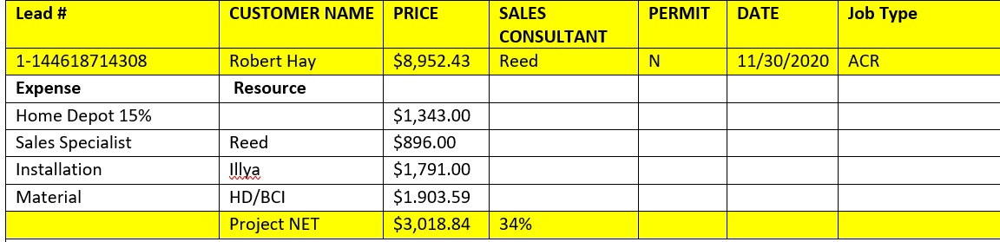 Lead # CUSTOMER NAME PRICE SALES CONSULTANT PERMIT DATE Job Type
1-144618714308 Robert Hay $8,952.43 Reed N 11/30/2020 ACR
Expense Resource
Home Depot 15% $1,343.00
Sales Specialist Reed $896.00
Installation Illya $1,791.00
Material HD/BCI $1.903.59
Project NET $3,018.84 34%